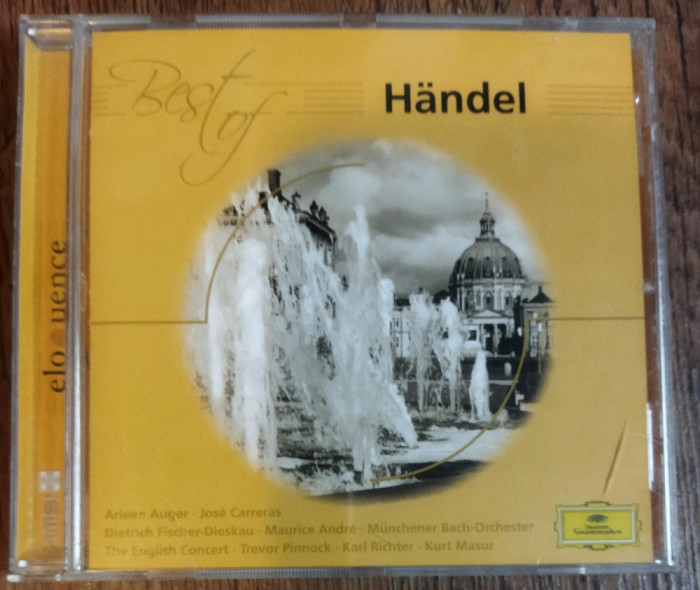 Best of
Händel
eloquence
Arleen Auger · José Carreras
Dietrich Fischer-Dieskau · Maurice André · Münchener Bach-Orchester
The English Concert · Trevor Pinnock · Karl Richter · Kurt Masur
Deutsche
Grammophon